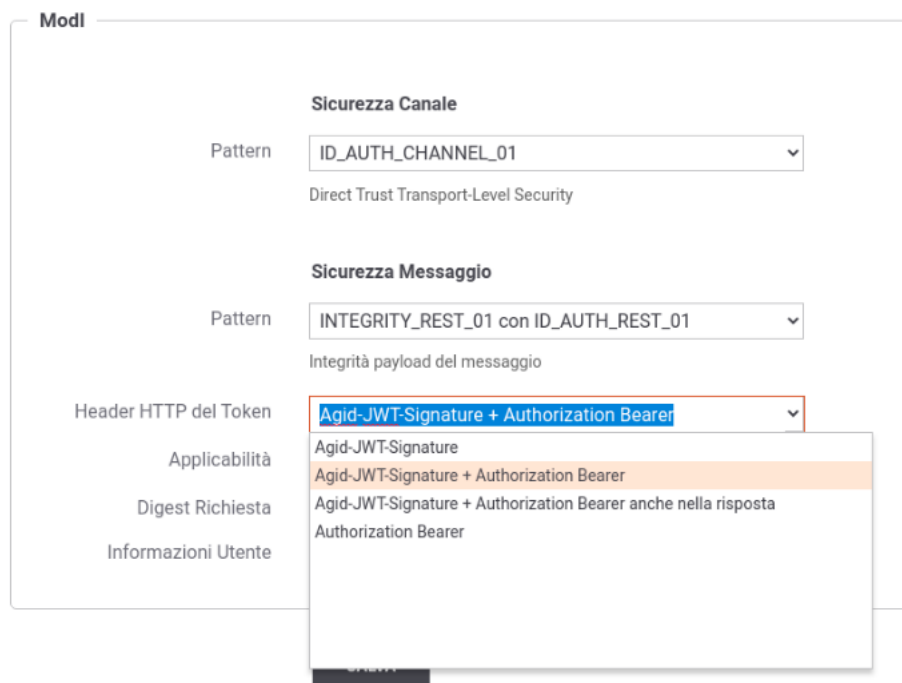 ModI
Sicurezza Canale
Pattern
ID_AUTH_CHANNEL_01
Direct Trust Transport-Level Security
Sicurezza Messaggio
Pattern
INTEGRITY_REST_01 con ID_AUTH_REST_01
Integrità payload del messaggio
Header HTTP del Token
Agid-JWT-Signature + Authorization Bearer
Agid-JWT-Signature
Applicabilità
Agid-JWT-Signature + Authorization Bearer
Agid-JWT-Signature + Authorization Bearer anche nella risposta
Digest Richiesta
Authorization Bearer
Informazioni Utente